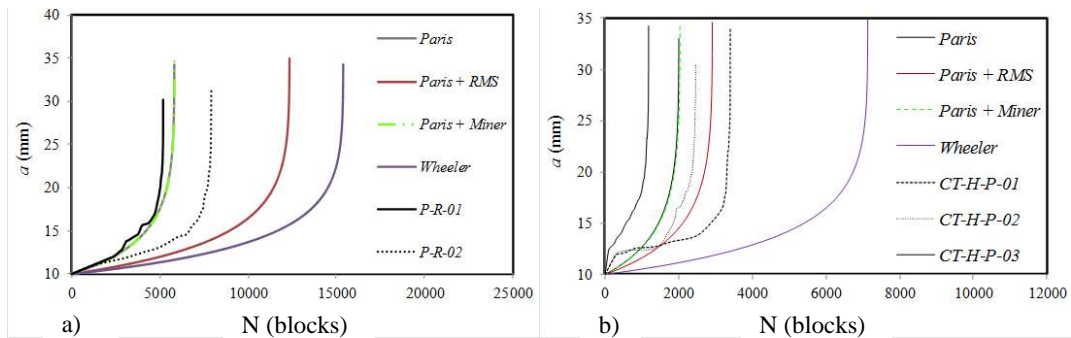 40
35
30
25
20
15
10
a (mm)
0
5000
10000
15000
20000
25000
a)
N (blocks)
Paris
Paris + RMS
Paris + Miner
Wheeler
P-R-01
P-R-02
35
30
25
20
15
10
a (mm)
0
2000
4000
6000
8000
10000
12000
b)
N (blocks)
Paris
Paris + RMS
Paris + Miner
Wheeler
CT-H-P-01
CT-H-P-02
CT-H-P-03